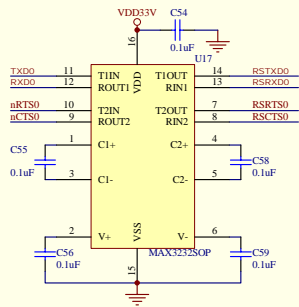 VDD33V
C54
0.1uF
16
U17
TXD0 11 T1IN VDD T1OUT 14 RSTXD0
RXD0 12 ROUT1 RIN1 13 RSRXD0
nRTS0 10 T2IN T2OUT 7 RSRTS0
nCTS0 9 ROUT2 RIN2 8 RSCTS0
C55 1 C1+ C2+ 4
0.1uF C58
3 C1- C2- 5 0.1uF
2 V+ VSS V- 6
C56 MAX3232SOP C59
0.1uF 15 0.1uF